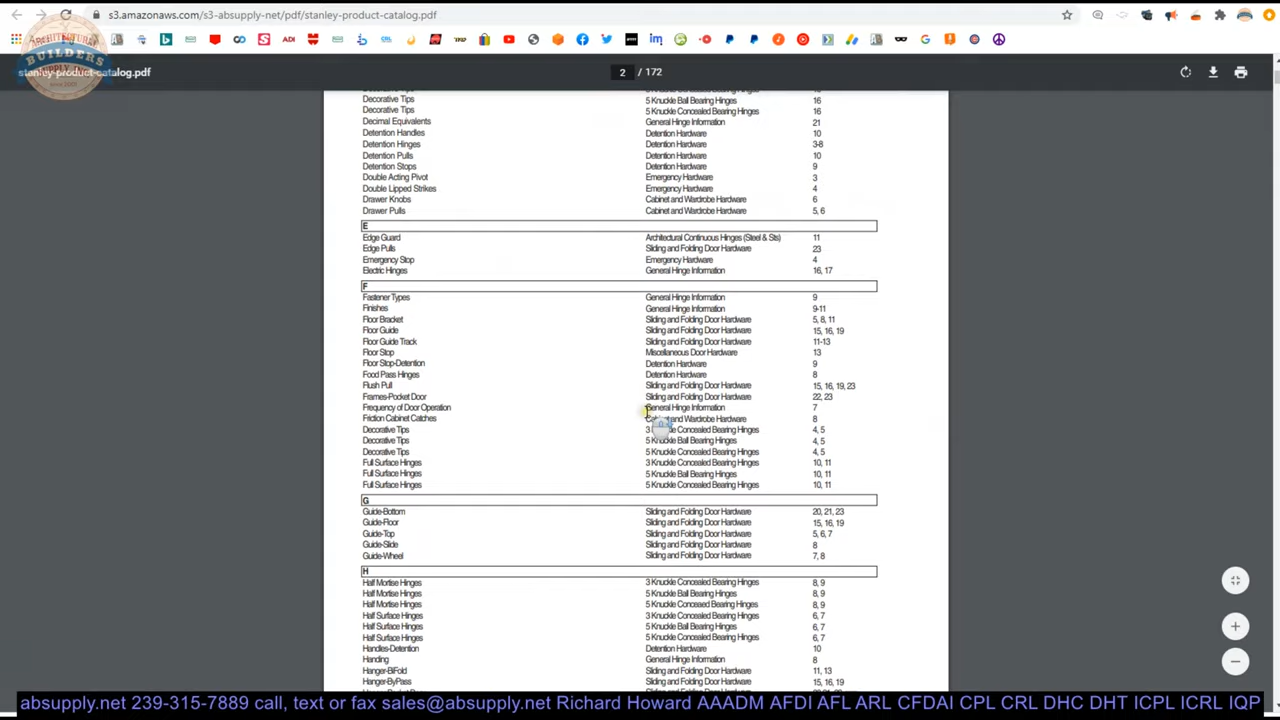 s3.amazonaws.com/s3-absupply-net/pdf/stanley-product-catalog.pdf
ARCHITECTURAL
BUILDERS
SUPPLY, INC.
since 2001
stanley-product-catalog.pdf
2 / 172
Decorative Tips 5 Knuckle Ball Bearing Hinges 16
Decorative Tips 5 Knuckle Concealed Bearing Hinges 16
Decimal Equivalents General Hinge Information 21
Detention Handles Detention Hardware 10
Detention Hinges Detention Hardware 3-8
Detention Pulls Detention Hardware 10
Detention Stops Detention Hardware 9
Double Acting Pivot Emergency Hardware 3
Double Lipped Strikes Emergency Hardware 4
Drawer Knobs Cabinet and Wardrobe Hardware 6
Drawer Pulls Cabinet and Wardrobe Hardware 5, 6
E
Edge Guard Architectural Continuous Hinges (Steel & Sts) 11
Edge Pulls Sliding and Folding Door Hardware 23
Emergency Stop Emergency Hardware 4
Electric Hinges General Hinge Information 16, 17
F
Fastener Types General Hinge Information 9
Finishes General Hinge Information 9-11
Floor Bracket Sliding and Folding Door Hardware 5, 8, 11
Floor Guide Sliding and Folding Door Hardware 15, 16, 19
Floor Guide Track Sliding and Folding Door Hardware 11-13
Floor Stop Miscellaneous Door Hardware 13
Floor Stop-Detention Detention Hardware 9
Food Pass Hinges Detention Hardware 8
Flush Pull Sliding and Folding Door Hardware 15, 16, 19, 23
Frames-Pocket Door Sliding and Folding Door Hardware 22, 23
Frequency of Door Operation General Hinge Information 7
Friction Cabinet Catches and Wardrobe Hardware 8
Decorative Tips 3 Concealed Bearing Hinges 4, 5
Decorative Tips 5 Knuckle Ball Bearing Hinges 4, 5
Decorative Tips 5 Knuckle Concealed Bearing Hinges 4, 5
Full Surface Hinges 3 Knuckle Concealed Bearing Hinges 10, 11
Full Surface Hinges 5 Knuckle Ball Bearing Hinges 10, 11
Full Surface Hinges 5 Knuckle Concealed Bearing Hinges 10, 11
G
Guide-Bottom Sliding and Folding Door Hardware 20, 21, 23
Guide-Floor Sliding and Folding Door Hardware 15, 16, 19
Guide-Top Sliding and Folding Door Hardware 5, 6, 7
Guide-Slide Sliding and Folding Door Hardware 8
Guide-Wheel Sliding and Folding Door Hardware 7, 8
H
Half Mortise Hinges 3 Knuckle Concealed Bearing Hinges 8, 9
Half Mortise Hinges 5 Knuckle Ball Bearing Hinges 8, 9
Half Mortise Hinges 5 Knuckle Conceaed Bearing Hinges 8, 9
Half Surface Hinges 3 Knuckle Concealed Bearing Hinges 6, 7
Half Surface Hinges 5 Knuckle Ball Bearing Hinges 6, 7
Half Surface Hinges 5 Knuckle Concealed Bearing Hinges 6, 7
Handles-Detention Detention Hardware 10
Handing General Hinge Information 8
Hanger-BiFold Sliding and Folding Door Hardware 11, 13
Hanger-ByPass Sliding and Folding Door Hardware 15, 16, 19
absupply.net 239-315-7889 call, text or fax sales@absupply.net Richard Howard AAADM AFDI AFL ARL CFDAI CPL CRL DHC DHT ICPL ICRL IQP